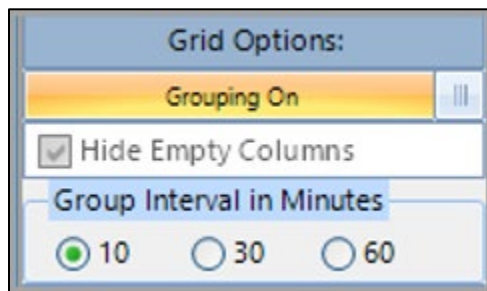 Grid Options:
Grouping On
Hide Empty Columns
Group Interval in Minutes
10 30 60